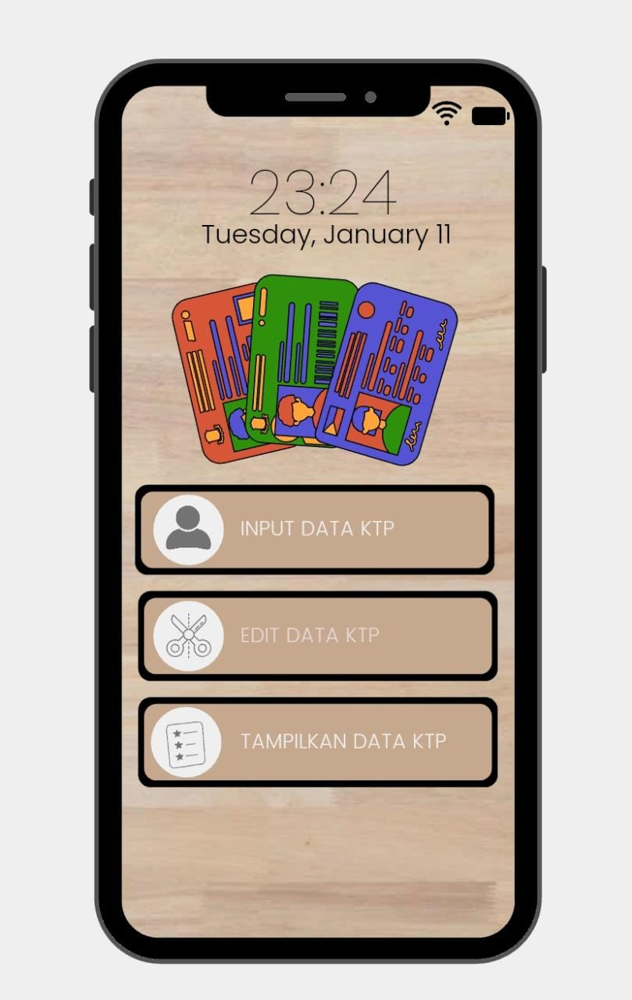 23:24
Tuesday, January 11
INPUT DATA KTP
EDIT DATA KTP
TAMPILKAN DATA KTP